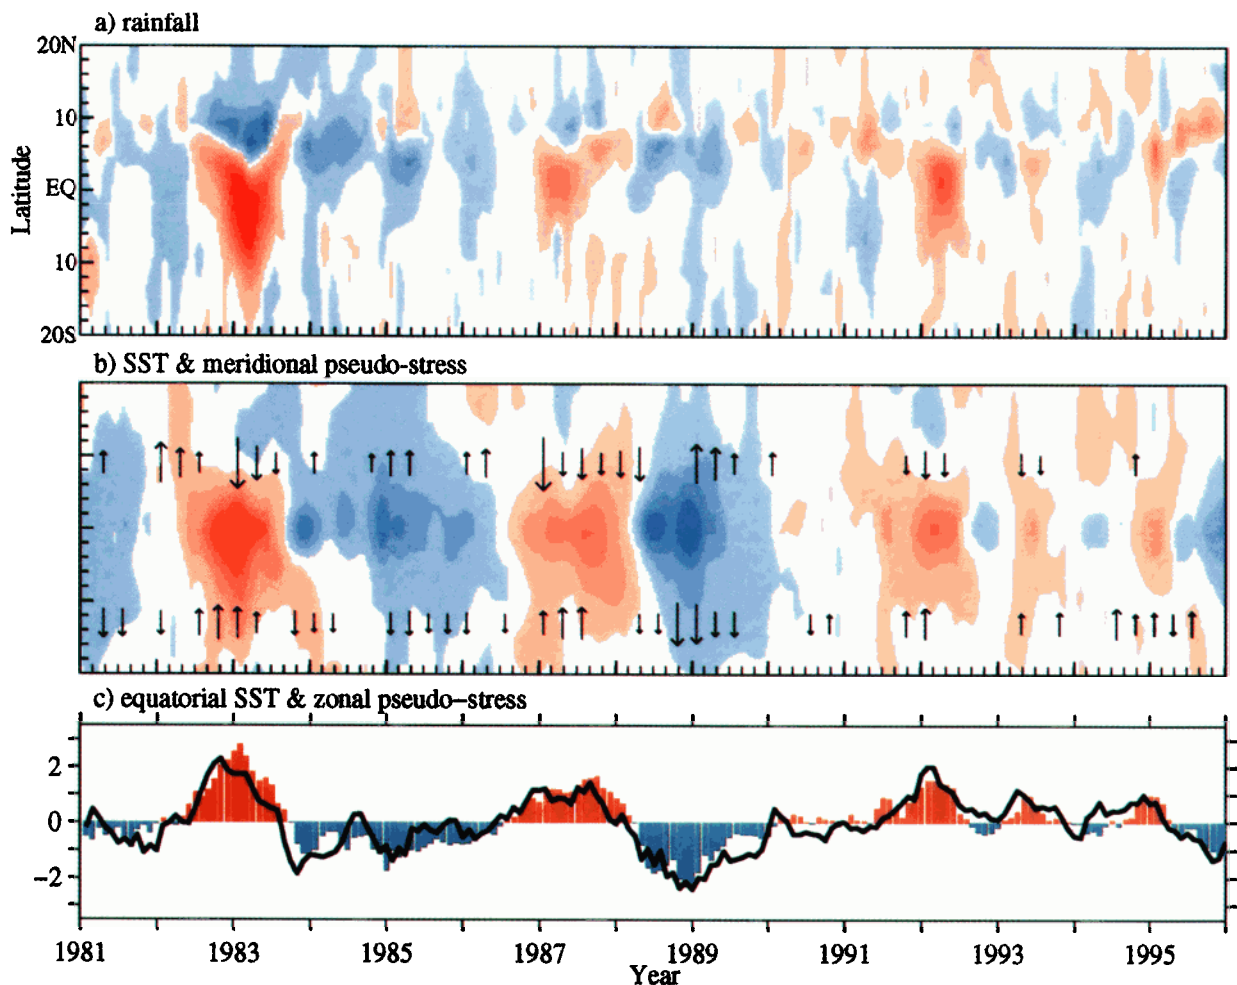 a) rainfall
20N
10
EQ
10
20S
Latitude
b) SST & meridional pseudo-stress
c) equatorial SST & zonal pseudo-stress
2
0
-2
1981 1983 1985 1987 1989 1991 1993 1995
Year